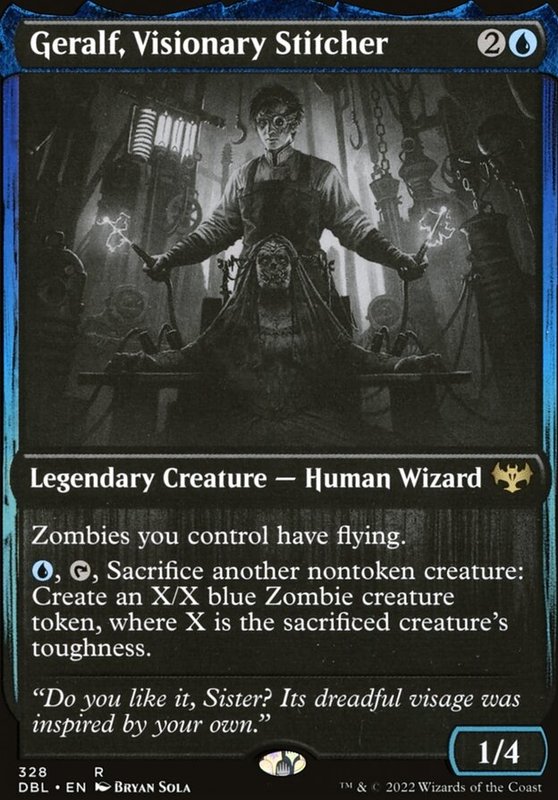 Geralf, Visionary Stitcher 2
Legendary Creature — Human Wizard
Zombies you control have flying.
, , Sacrifice another nontoken creature:
Create an X/X blue Zombie creature
token, where X is the sacrificed creature's
toughness.
“Do you like it, Sister? Its dreadful visage was
inspired by your own.”
1/4
328 R
DBL • EN Bryan Sola
™ & © 2022 Wizards of the Coast